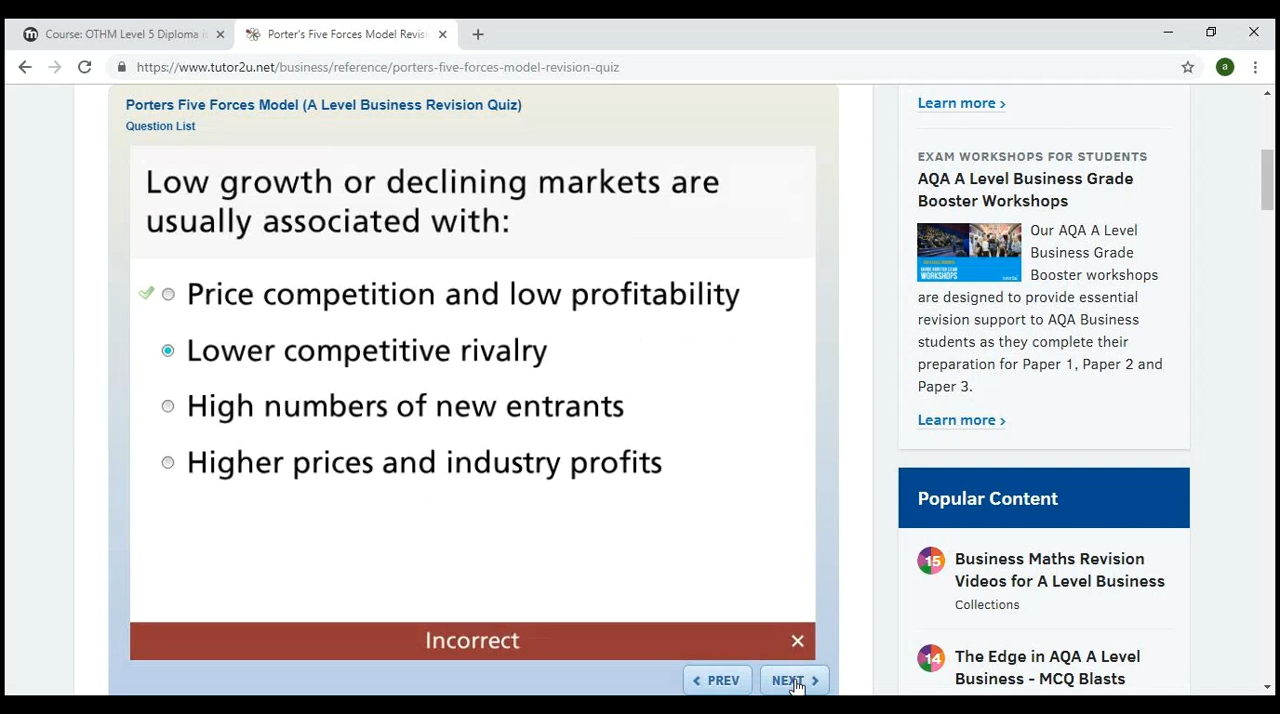 Course: OTHM Level 5 Diploma i
Porter's Five Forces Model Revis
https://www.tutor2u.net/business/reference/porters-five-forces-model-revision-quiz
a
Porters Five Forces Model (A Level Business Revision Quiz)
Question List
Low growth or declining markets are
usually associated with:
Price competition and low profitability
Lower competitive rivalry
High numbers of new entrants
Higher prices and industry profits
Incorrect
PREV
NEXT
Learn more ›
EXAM WORKSHOPS FOR STUDENTS
AQA A Level Business Grade
Booster Workshops
Our AQA A Level
Business Grade
Booster workshops
are designed to provide essential
revision support to AQA Business
students as they complete their
preparation for Paper 1, Paper 2 and
Paper 3.
Learn more ›
Popular Content
15
Business Maths Revision
Videos for A Level Business
Collections
14
The Edge in AQA A Level
Business - MCQ Blasts